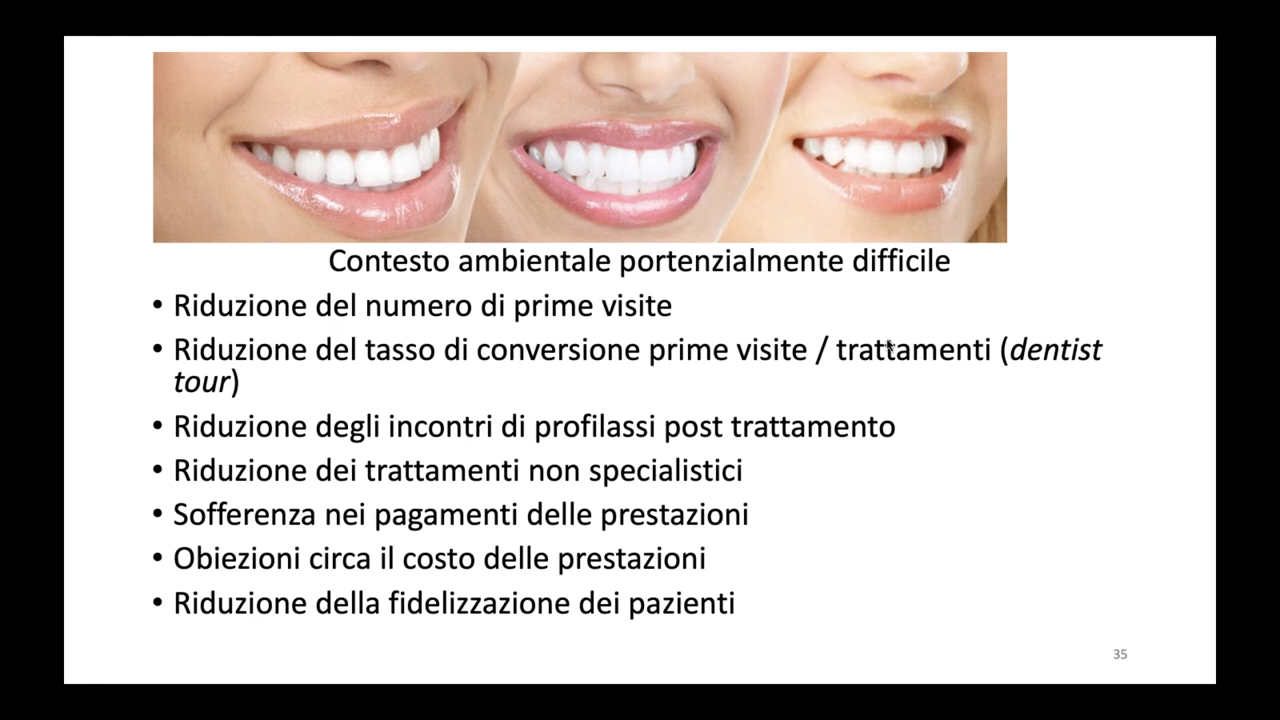 Contesto ambientale portenzialmente difficile
• Riduzione del numero di prime visite
• Riduzione del tasso di conversione prime visite / trattamenti (dentist
tour)
• Riduzione degli incontri di profilassi post trattamento
• Riduzione dei trattamenti non specialistici
• Sofferenza nei pagamenti delle prestazioni
• Obiezioni circa il costo delle prestazioni
• Riduzione della fidelizzazione dei pazienti
35